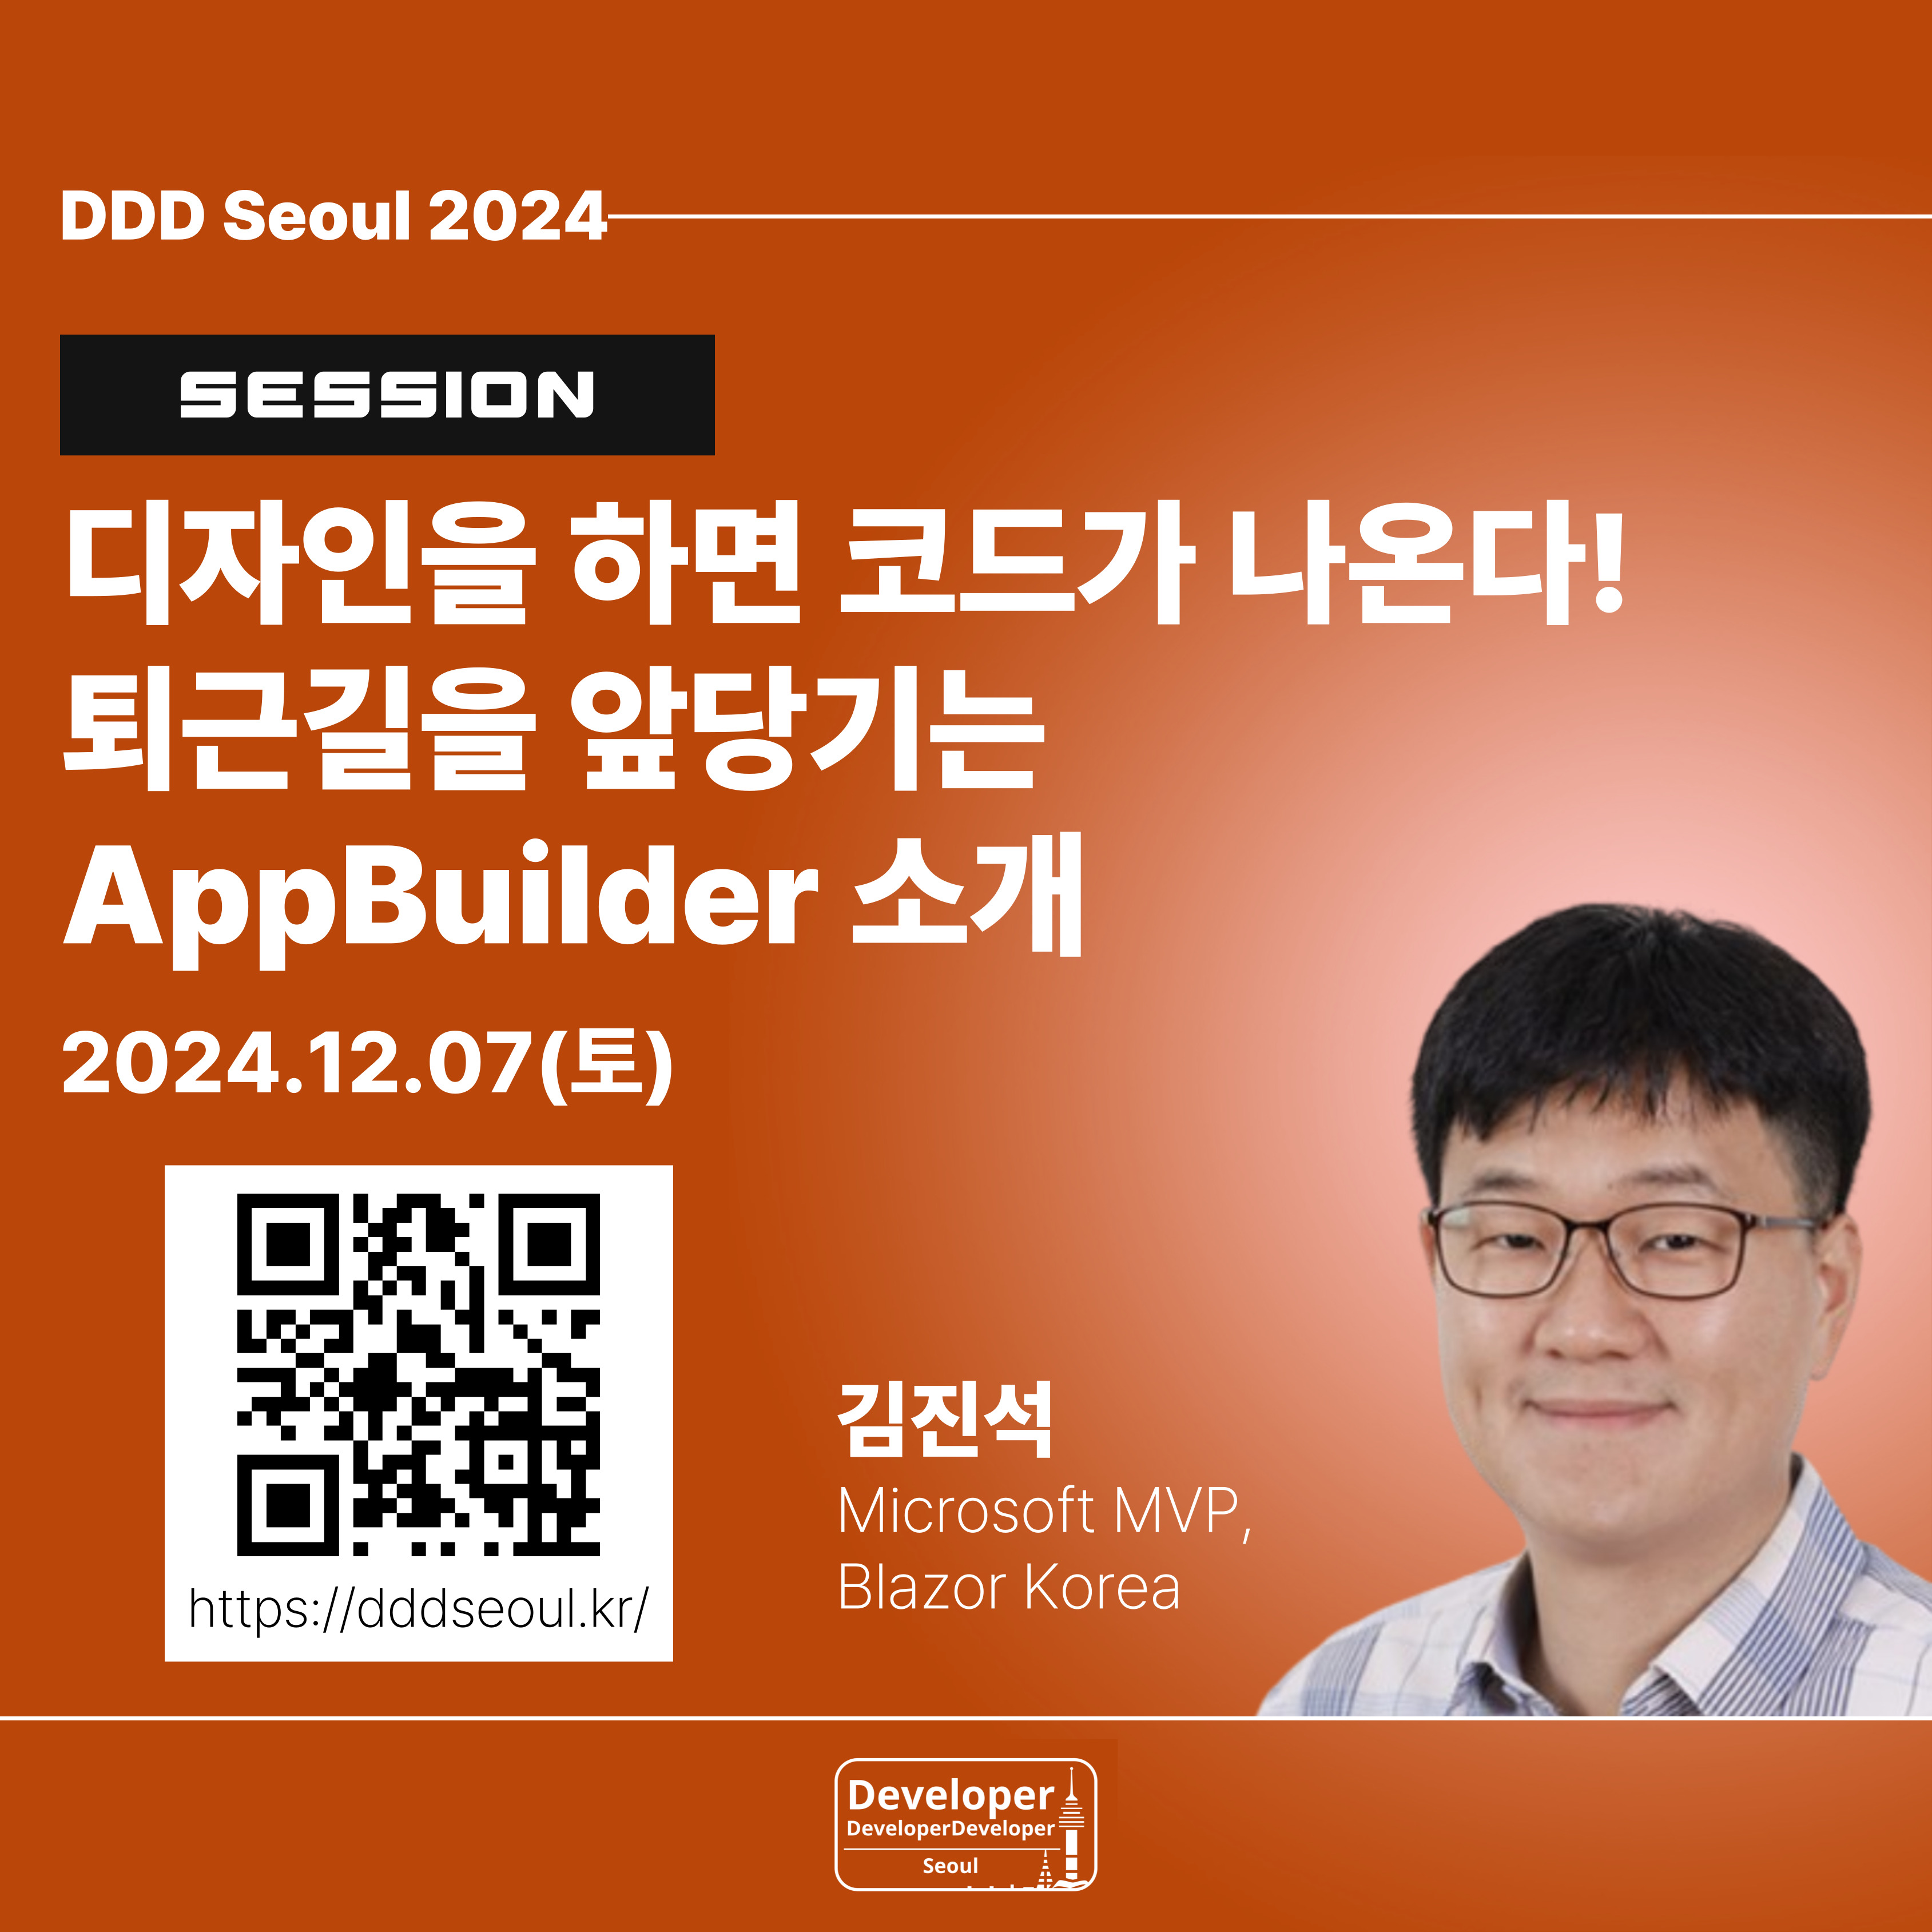 DDD Seoul 2024
SESSION
디자인을 하면 코드가 나온다!
퇴근길을 앞당기는
AppBuilder 소개
2024.12.07(토)
https://dddseoul.kr/
김진석
Microsoft MVP,
Blazor Korea
Developer
DeveloperDeveloper
Seoul